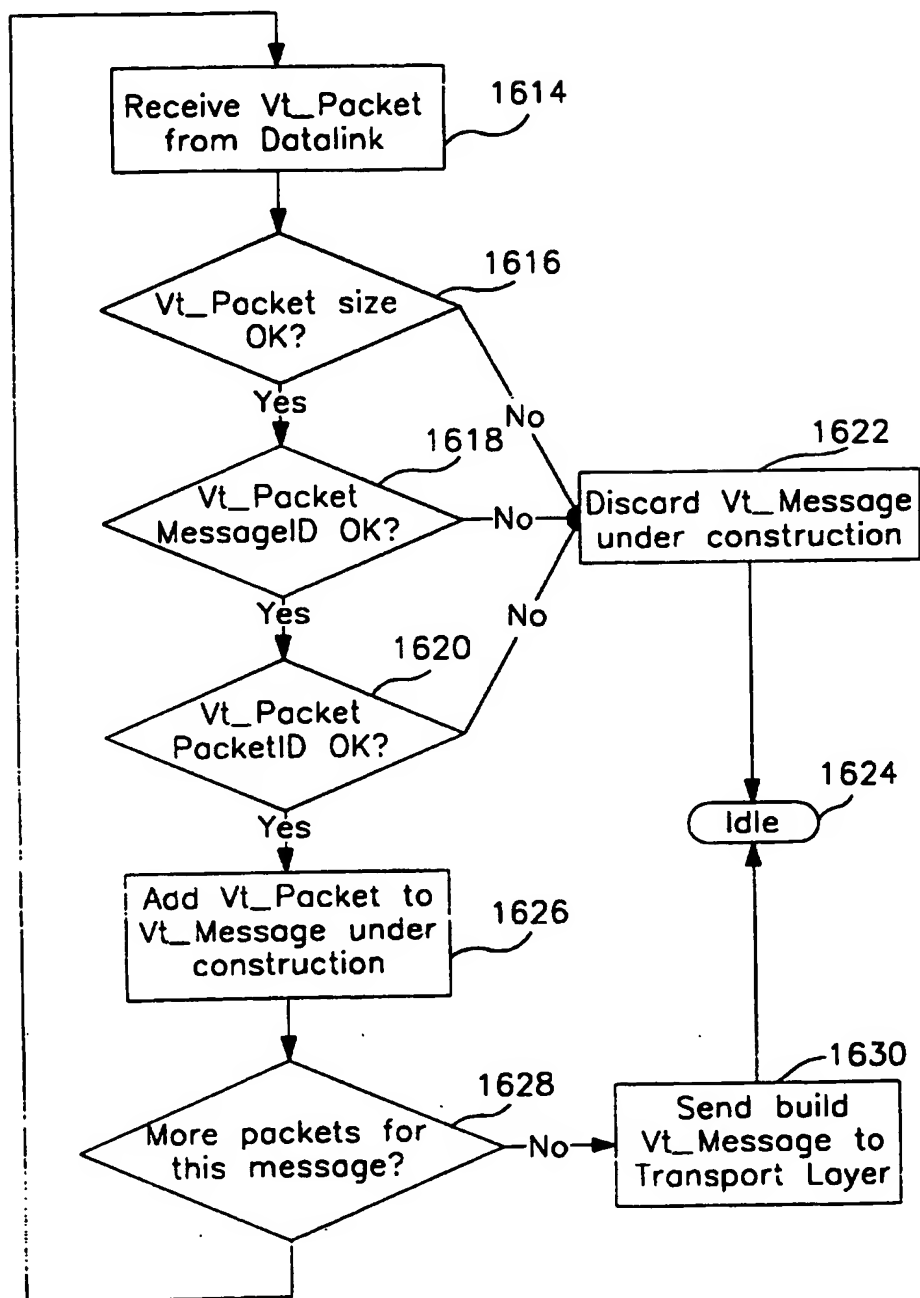 Receive Vt_Packet
from Datalink
1614
Vt_Packet size
OK?
1616
Yes
No
Vt_Packet
MessageID OK?
1618
No
Yes
1622
Discard Vt_Message
under construction
Vt_Packet
PacketID OK?
1620
No
Yes
1624
Idle
Add Vt_Packet to
Vt_Message under
construction
1626
More packets for
this message?
1628
No
1630
Send build
Vt_Message to
Transport Layer